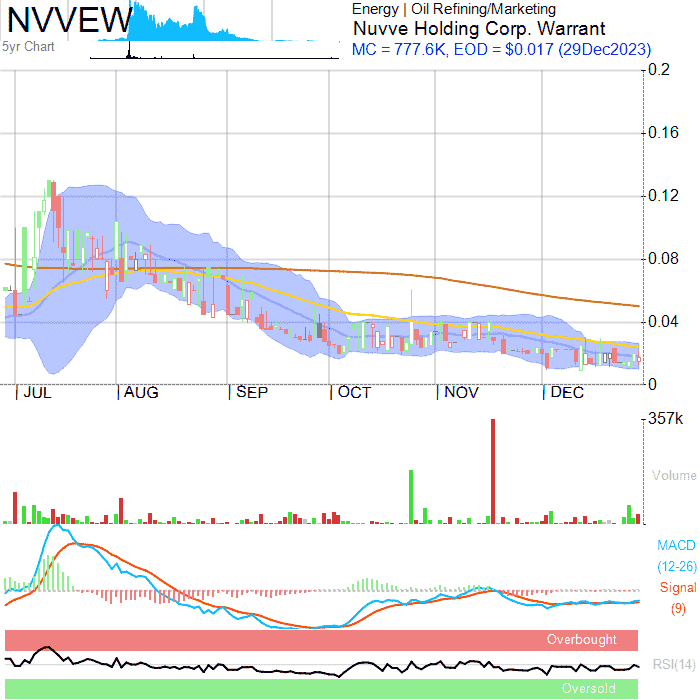 NVVEW
5yr Chart
Energy | Oil Refining/Marketing
Nuvve Holding Corp. Warrant
MC = 777.6K, EOD = $0.017 (29Dec2023)
0.2
0.16
0.12
0.08
0.04
0
JUL AUG SEP OCT NOV DEC
357k
Volume
MACD
(12-26)
Signal
(9)
Overbought
RSI(14)
Oversold